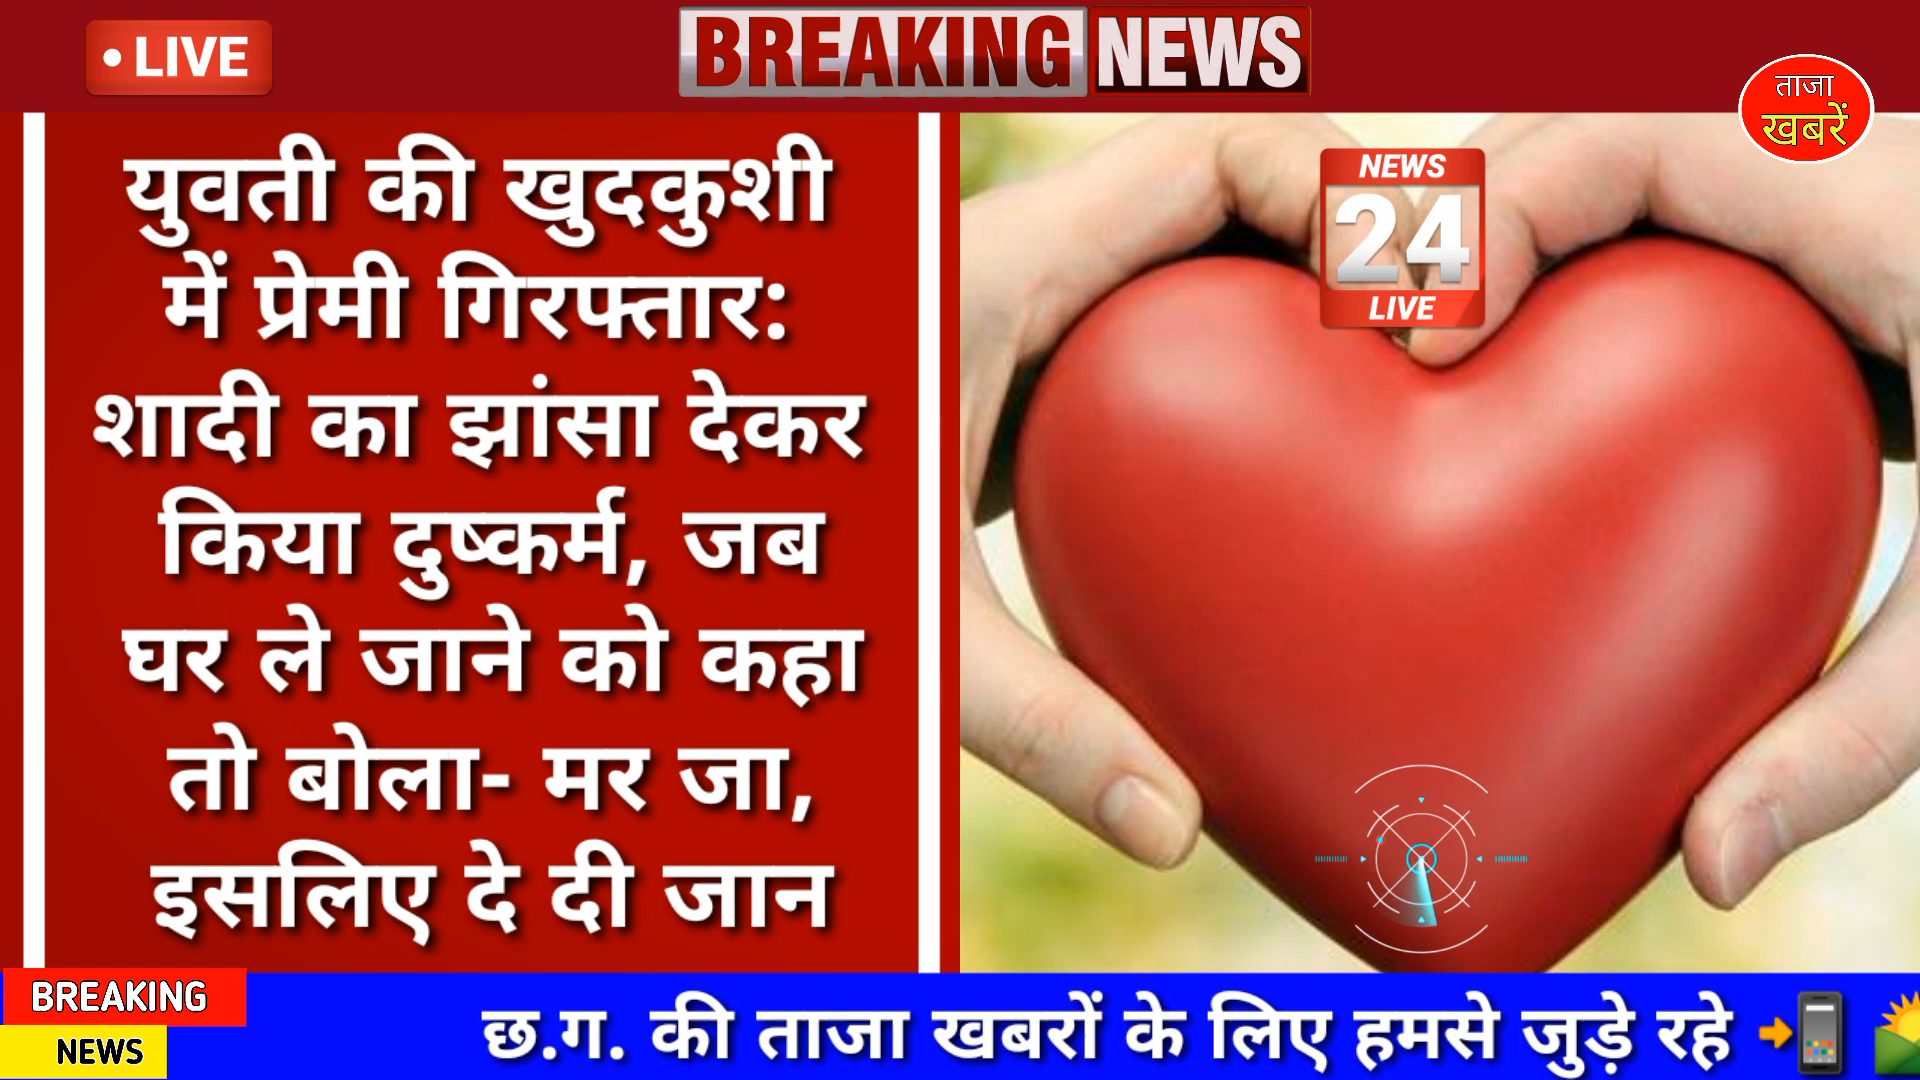 • LIVE
BREAKING NEWS
ताजा
खबरें
युवती की खुदकुशी
में प्रेमी गिरफ्तार:
शादी का झांसा देकर
किया दुष्कर्म, जब
घर ले जाने को कहा
तो बोला- मर जा,
इसलिए दे दी जान
NEWS
24
LIVE
BREAKING
NEWS
छ.ग. की ताजा खबरों के लिए हमसे जुड़े रहे